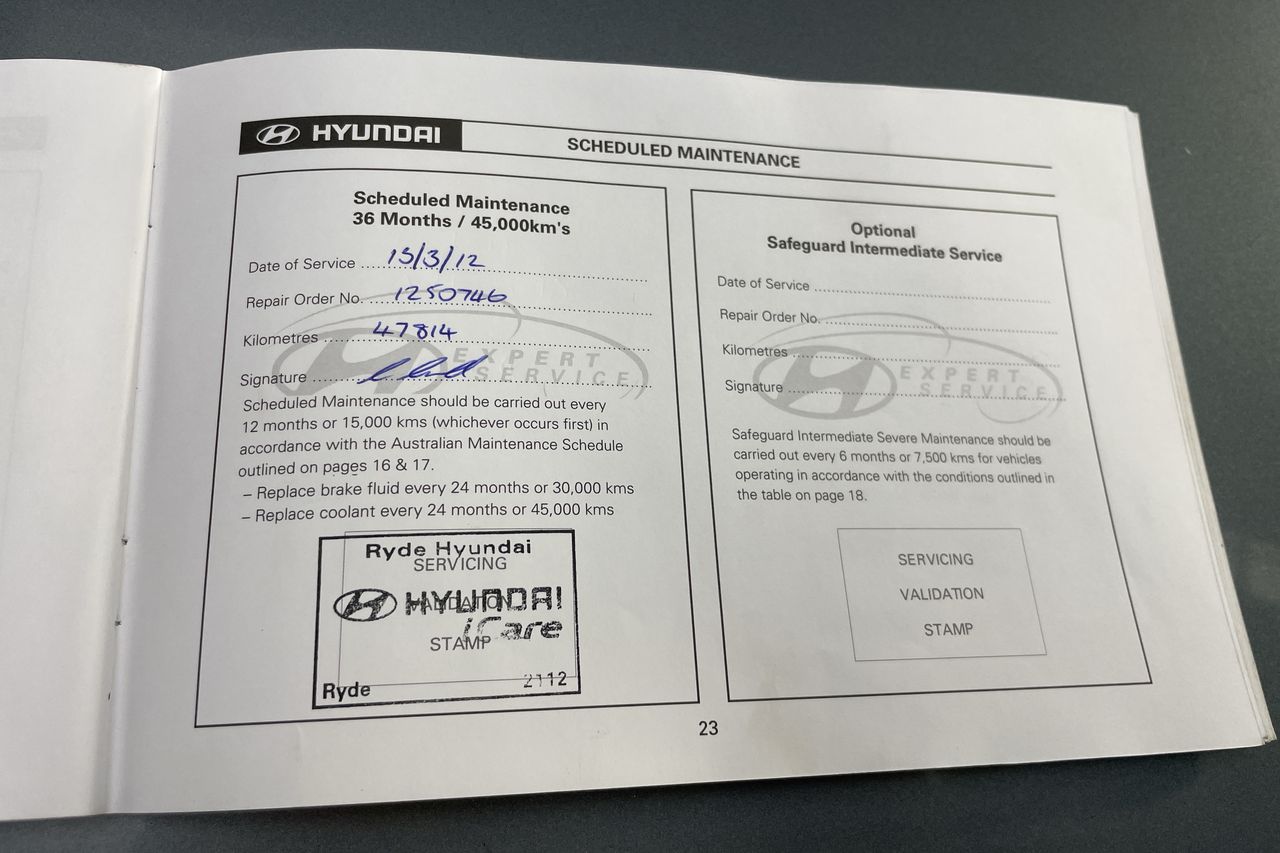 HYUNDAI
SCHEDULED MAINTENANCE
Scheduled Maintenance
36 Months / 45,000km's
Date of Service 15/3/12
Repair Order No. 1250746
Kilometres 47814
Signature
EXPERT
SERVICE
Scheduled Maintenance should be carried out every
12 months or 15,000 kms (whichever occurs first) in
accordance with the Australian Maintenance Schedule
outlined on pages 16 & 17.
– Replace brake fluid every 24 months or 30,000 kms
– Replace coolant every 24 months or 45,000 kms
Ryde Hyundai
SERVICING
HYUNDAI
VALIDATION
iCare
STAMP
Ryde 2112
Optional
Safeguard Intermediate Service
Date of Service
Repair Order No.
Kilometres
Signature
EXPERT
SERVICE
Safeguard Intermediate Severe Maintenance should be
carried out every 6 months or 7,500 kms for vehicles
operating in accordance with the conditions outlined in
the table on page 18.
SERVICING
VALIDATION
STAMP
23